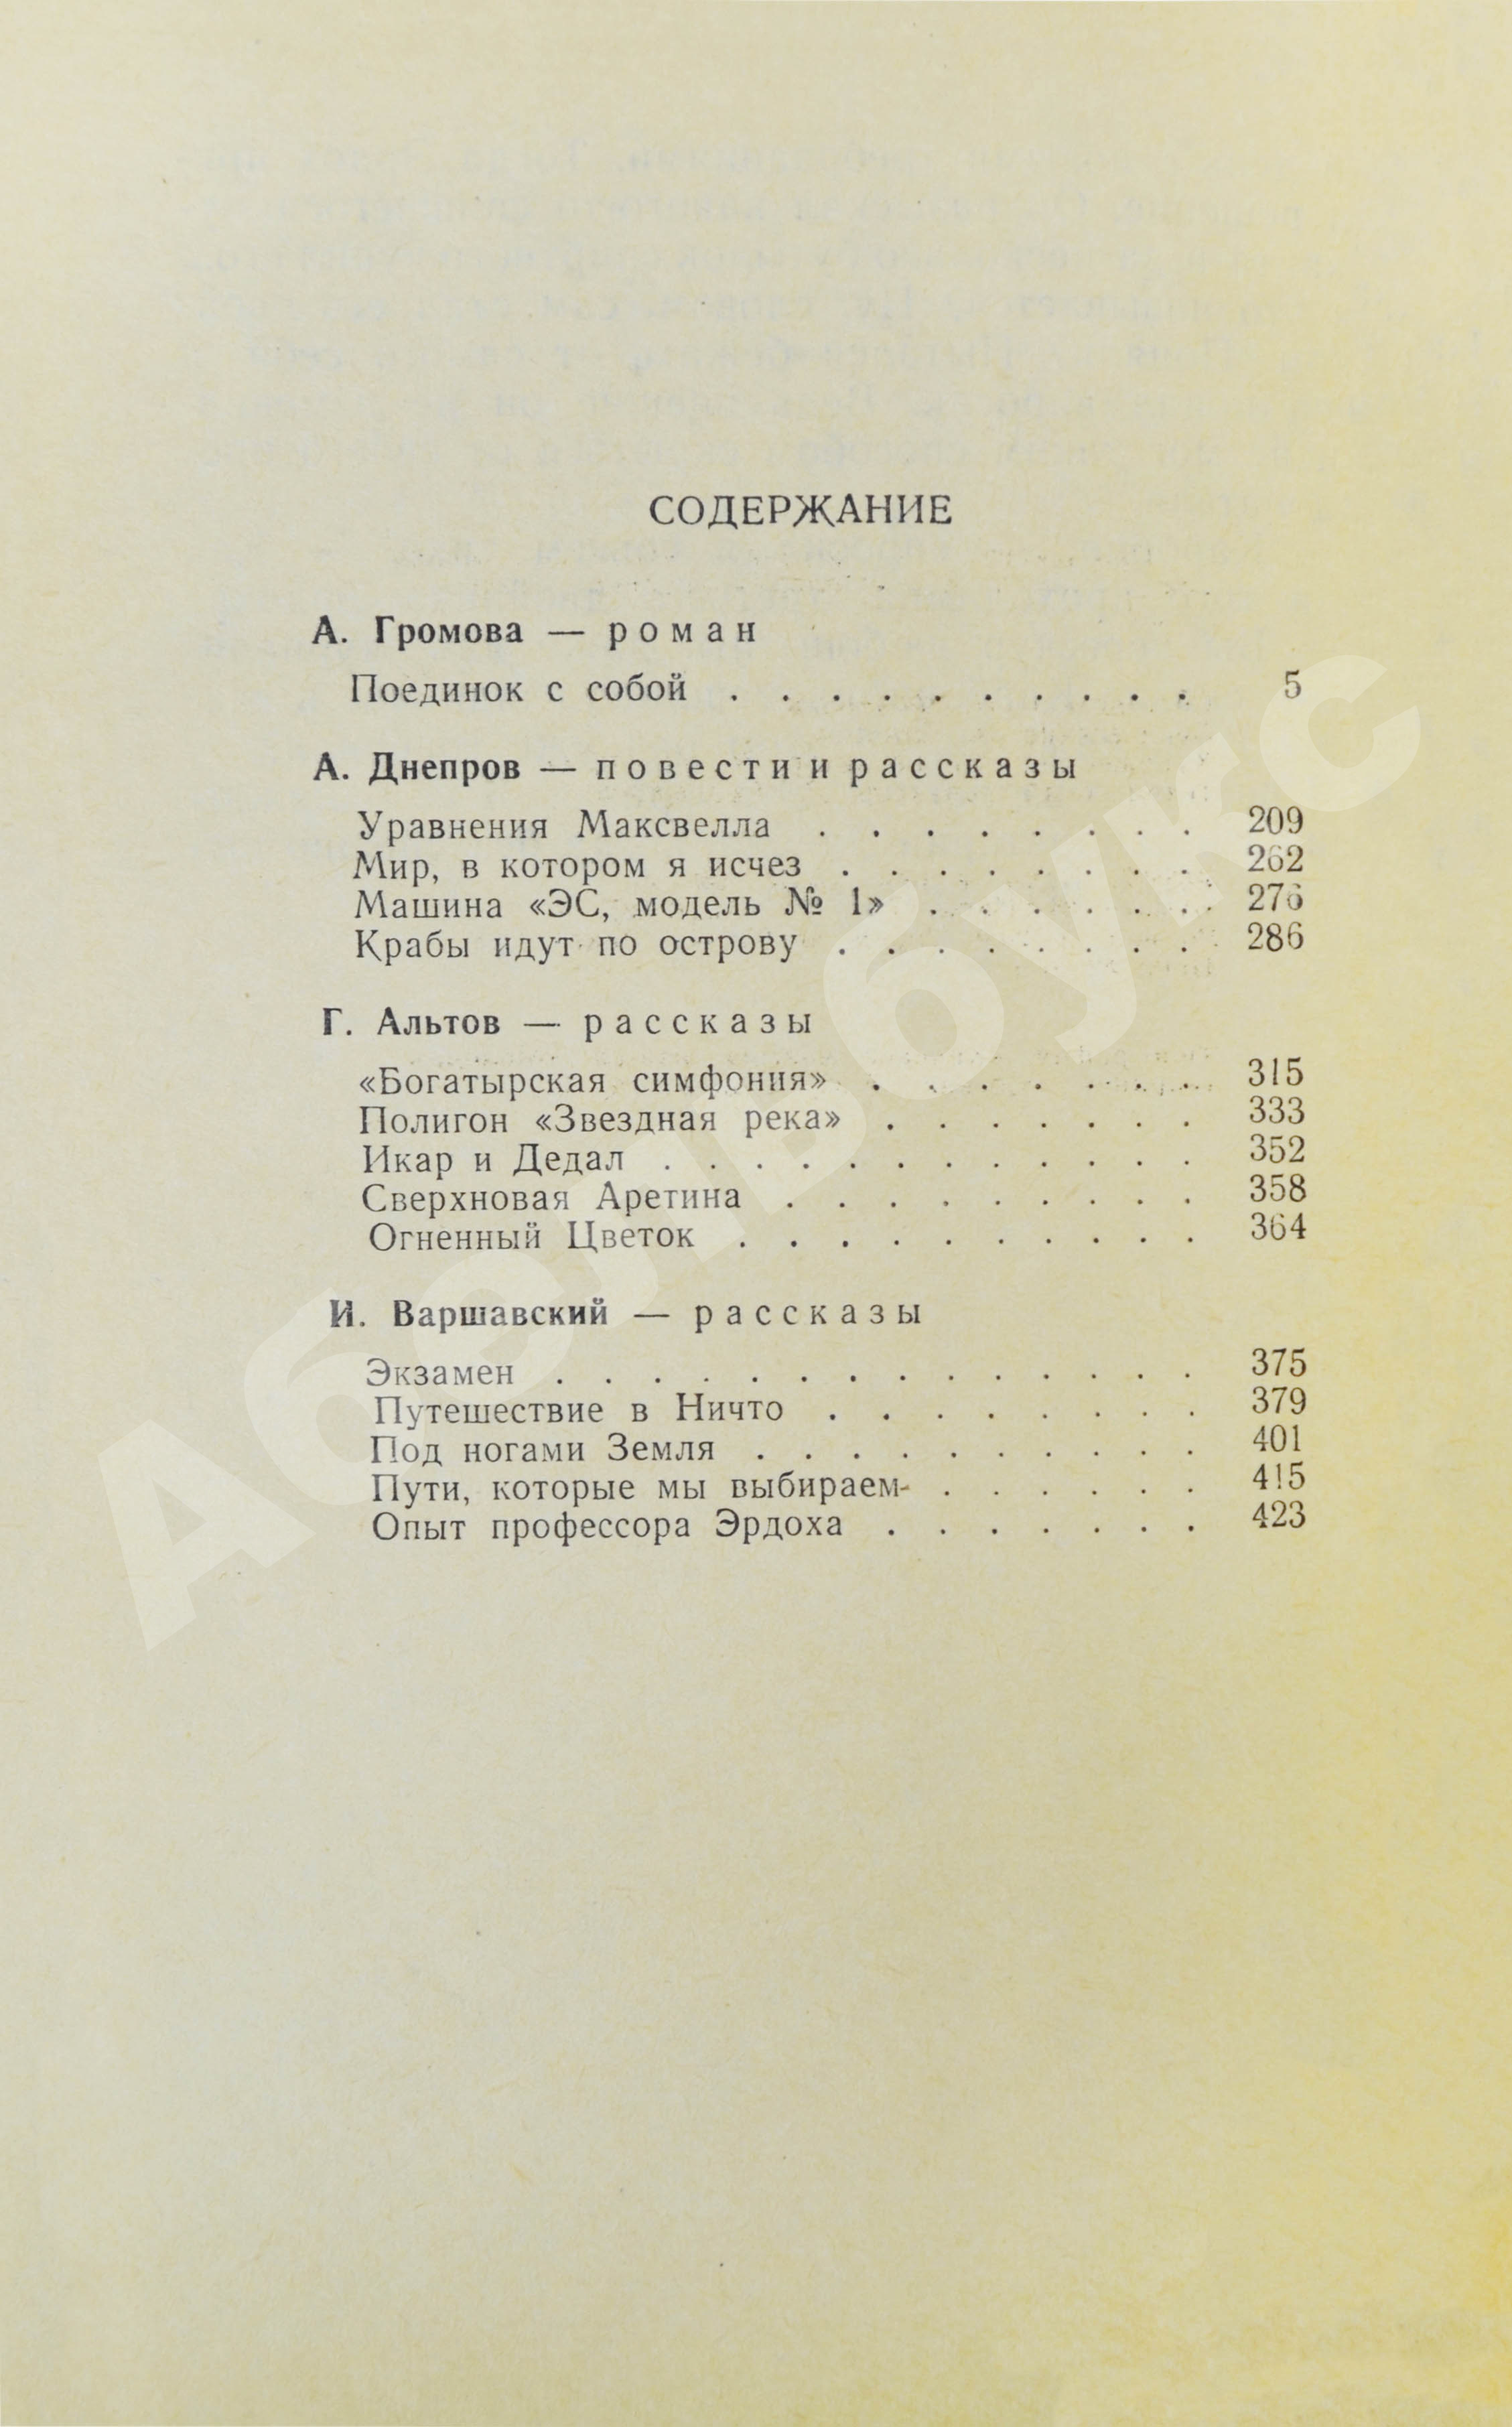 СОДЕРЖАНИЕ
А. Громова — роман
Поединок с собой . . . . . . . . . . 5
А. Днепров — повести и рассказы
Уравнения Максвелла . . . . . . . . 209
Мир, в котором я исчез . . . . . . . . 262
Машина «ЭС, модель № 1» . . . . . . 276
Крабы идут по острову . . . . . . . . 286
Г. Альтов — рассказы
«Богатырская симфония» . . . . . . . 315
Полигон «Звездная река» . . . . . . . 333
Икар и Дедал . . . . . . . . . . . . 352
Сверхновая Аретина . . . . . . . . . 358
Огненный Цветок . . . . . . . . . . 364
И. Варшавский — рассказы
Экзамен . . . . . . . . . . . . . . 375
Путешествие в Ничто . . . . . . . . 379
Под ногами Земля . . . . . . . . . . 401
Пути, которые мы выбираем . . . . . . 415
Опыт профессора Эрдоха . . . . . . . 423